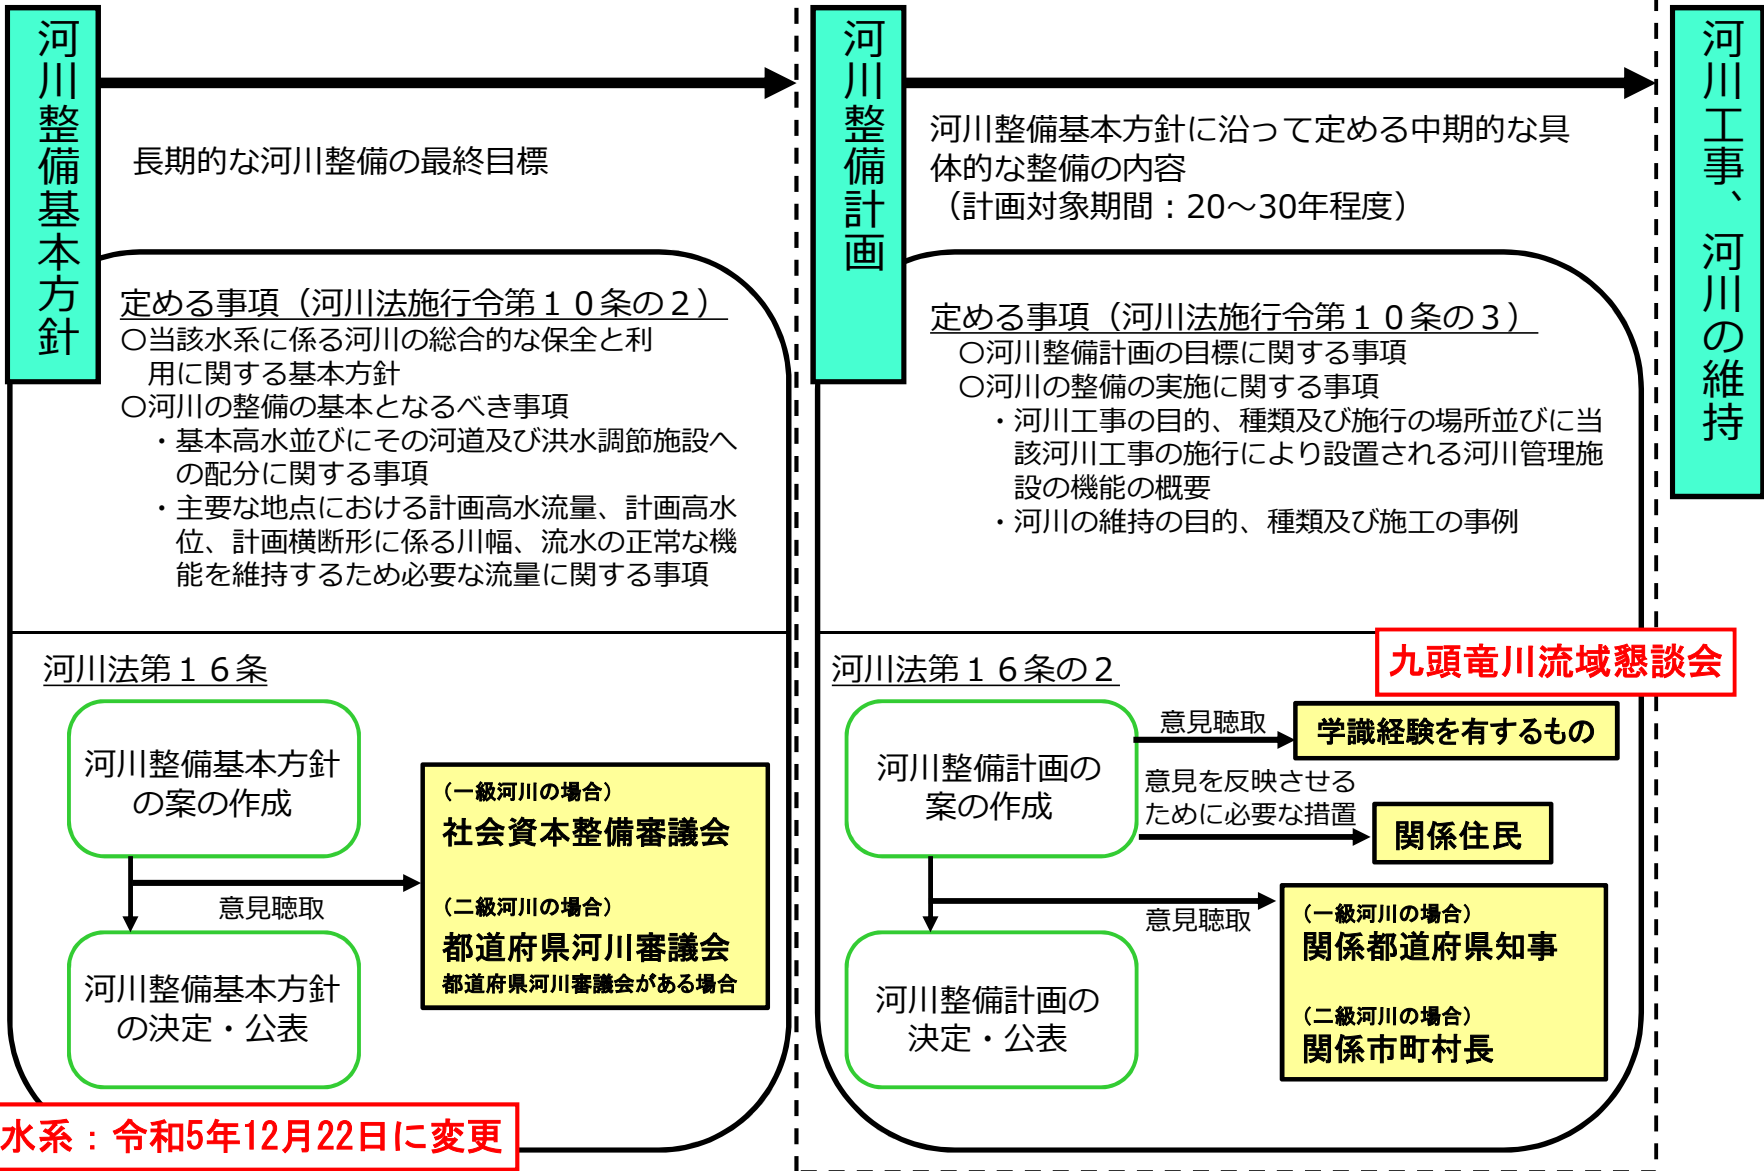 河川整備基本方針
長期的な河川整備の最終目標
定める事項（河川法施行令第１０条の２）
〇当該水系に係る河川の総合的な保全と利
用に関する基本方針
〇河川の整備の基本となるべき事項
・基本高水並びにその河道及び洪水調節施設へ
の配分に関する事項
・主要な地点における計画高水流量、計画高水
位、計画横断形に係る川幅、流水の正常な機
能を維持するため必要な流量に関する事項
河川法第１６条
河川整備基本方針
の案の作成
意見聴取
（一級河川の場合）
社会資本整備審議会
（二級河川の場合）
都道府県河川審議会
都道府県河川審議会がある場合
河川整備基本方針
の決定・公表
水系：令和5年12月22日に変更
河川整備計画
河川整備基本方針に沿って定める中期的な具
体的な整備の内容
（計画対象期間：20～30年程度）
定める事項（河川法施行令第１０条の３）
〇河川整備計画の目標に関する事項
〇河川の整備の実施に関する事項
・河川工事の目的、種類及び施行の場所並びに当
該河川工事の施行により設置される河川管理施
設の機能の概要
・河川の維持の目的、種類及び施工の事例
九頭竜川流域懇談会
河川法第１６条の２
河川整備計画の
案の作成
意見聴取
学識経験を有するもの
意見を反映させる
ために必要な措置
関係住民
意見聴取
（一級河川の場合）
関係都道府県知事
（二級河川の場合）
関係市町村長
河川整備計画の
決定・公表
河川工事、河川の維持